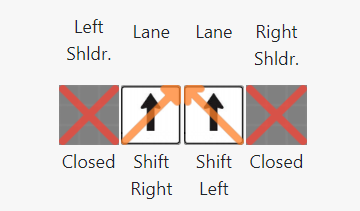 Left Shldr.
Lane
Lane
Right Shldr.
Closed
Shift Right
Shift Left
Closed